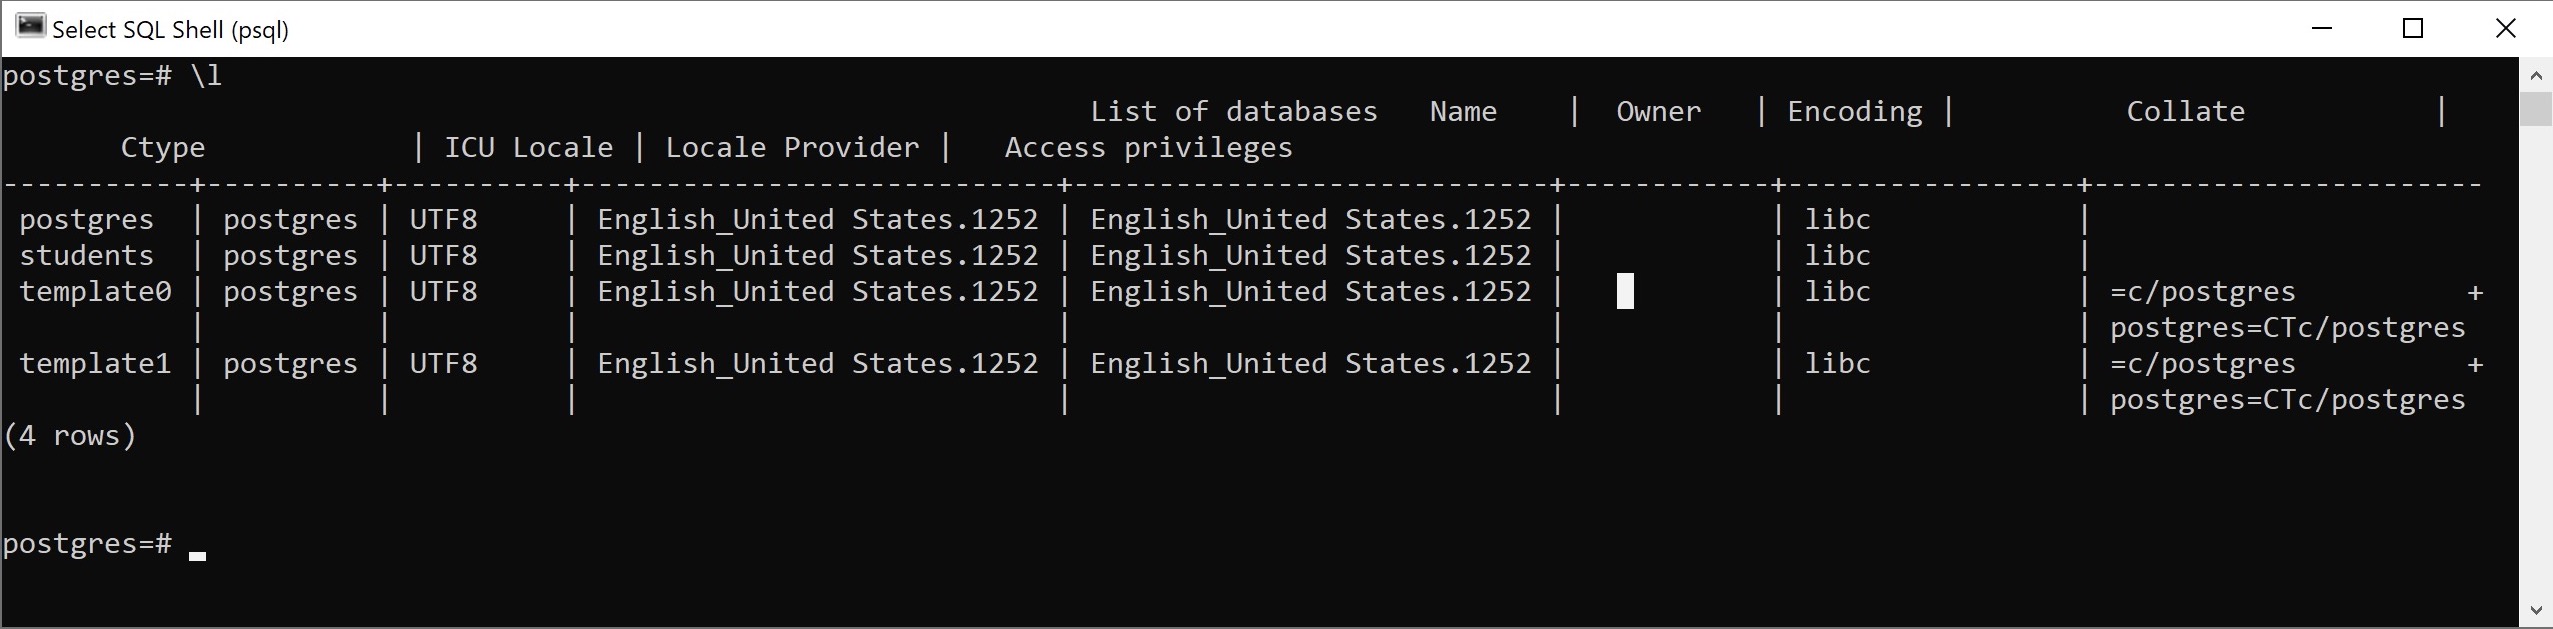 Select SQL Shell (psql)
postgres=# \l
                                                                List of databases   Name    |  Owner   | Encoding |          Collate           |
       Ctype            | ICU Locale | Locale Provider |   Access privileges
-----------+----------+----------+----------------------------+----------------------------+------------+-----------------+-----------------------
 postgres  | postgres | UTF8     | English_United States.1252 | English_United States.1252 |            | libc            |
 students  | postgres | UTF8     | English_United States.1252 | English_United States.1252 |            | libc            |
 template0 | postgres | UTF8     | English_United States.1252 | English_United States.1252 |            | libc            | =c/postgres          +
           |          |          |                            |                            |            |                 | postgres=CTc/postgres
 template1 | postgres | UTF8     | English_United States.1252 | English_United States.1252 |            | libc            | =c/postgres          +
           |          |          |                            |                            |            |                 | postgres=CTc/postgres
(4 rows)
postgres=#